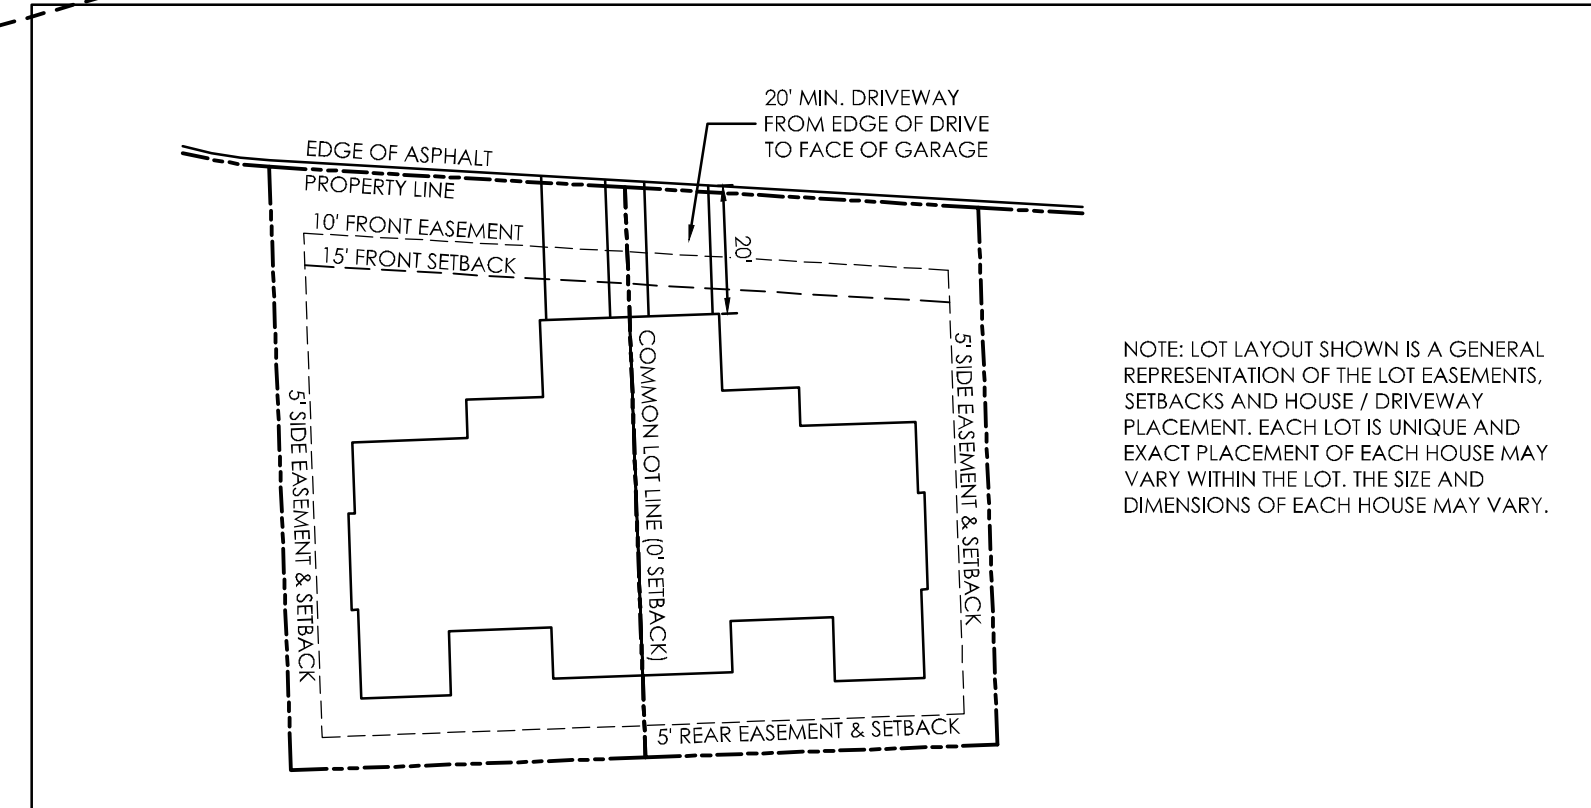 20' MIN. DRIVEWAY
FROM EDGE OF DRIVE
TO FACE OF GARAGE
EDGE OF ASPHALT
PROPERTY LINE
10' FRONT EASEMENT
15' FRONT SETBACK
20'
COMMON LOT LINE (0' SETBACK)
5' SIDE EASEMENT & SETBACK
5' SIDE EASEMENT & SETBACK
5' REAR EASEMENT & SETBACK
NOTE: LOT LAYOUT SHOWN IS A GENERAL
REPRESENTATION OF THE LOT EASEMENTS,
SETBACKS AND HOUSE / DRIVEWAY
PLACEMENT. EACH LOT IS UNIQUE AND
EXACT PLACEMENT OF EACH HOUSE MAY
VARY WITHIN THE LOT. THE SIZE AND
DIMENSIONS OF EACH HOUSE MAY VARY.